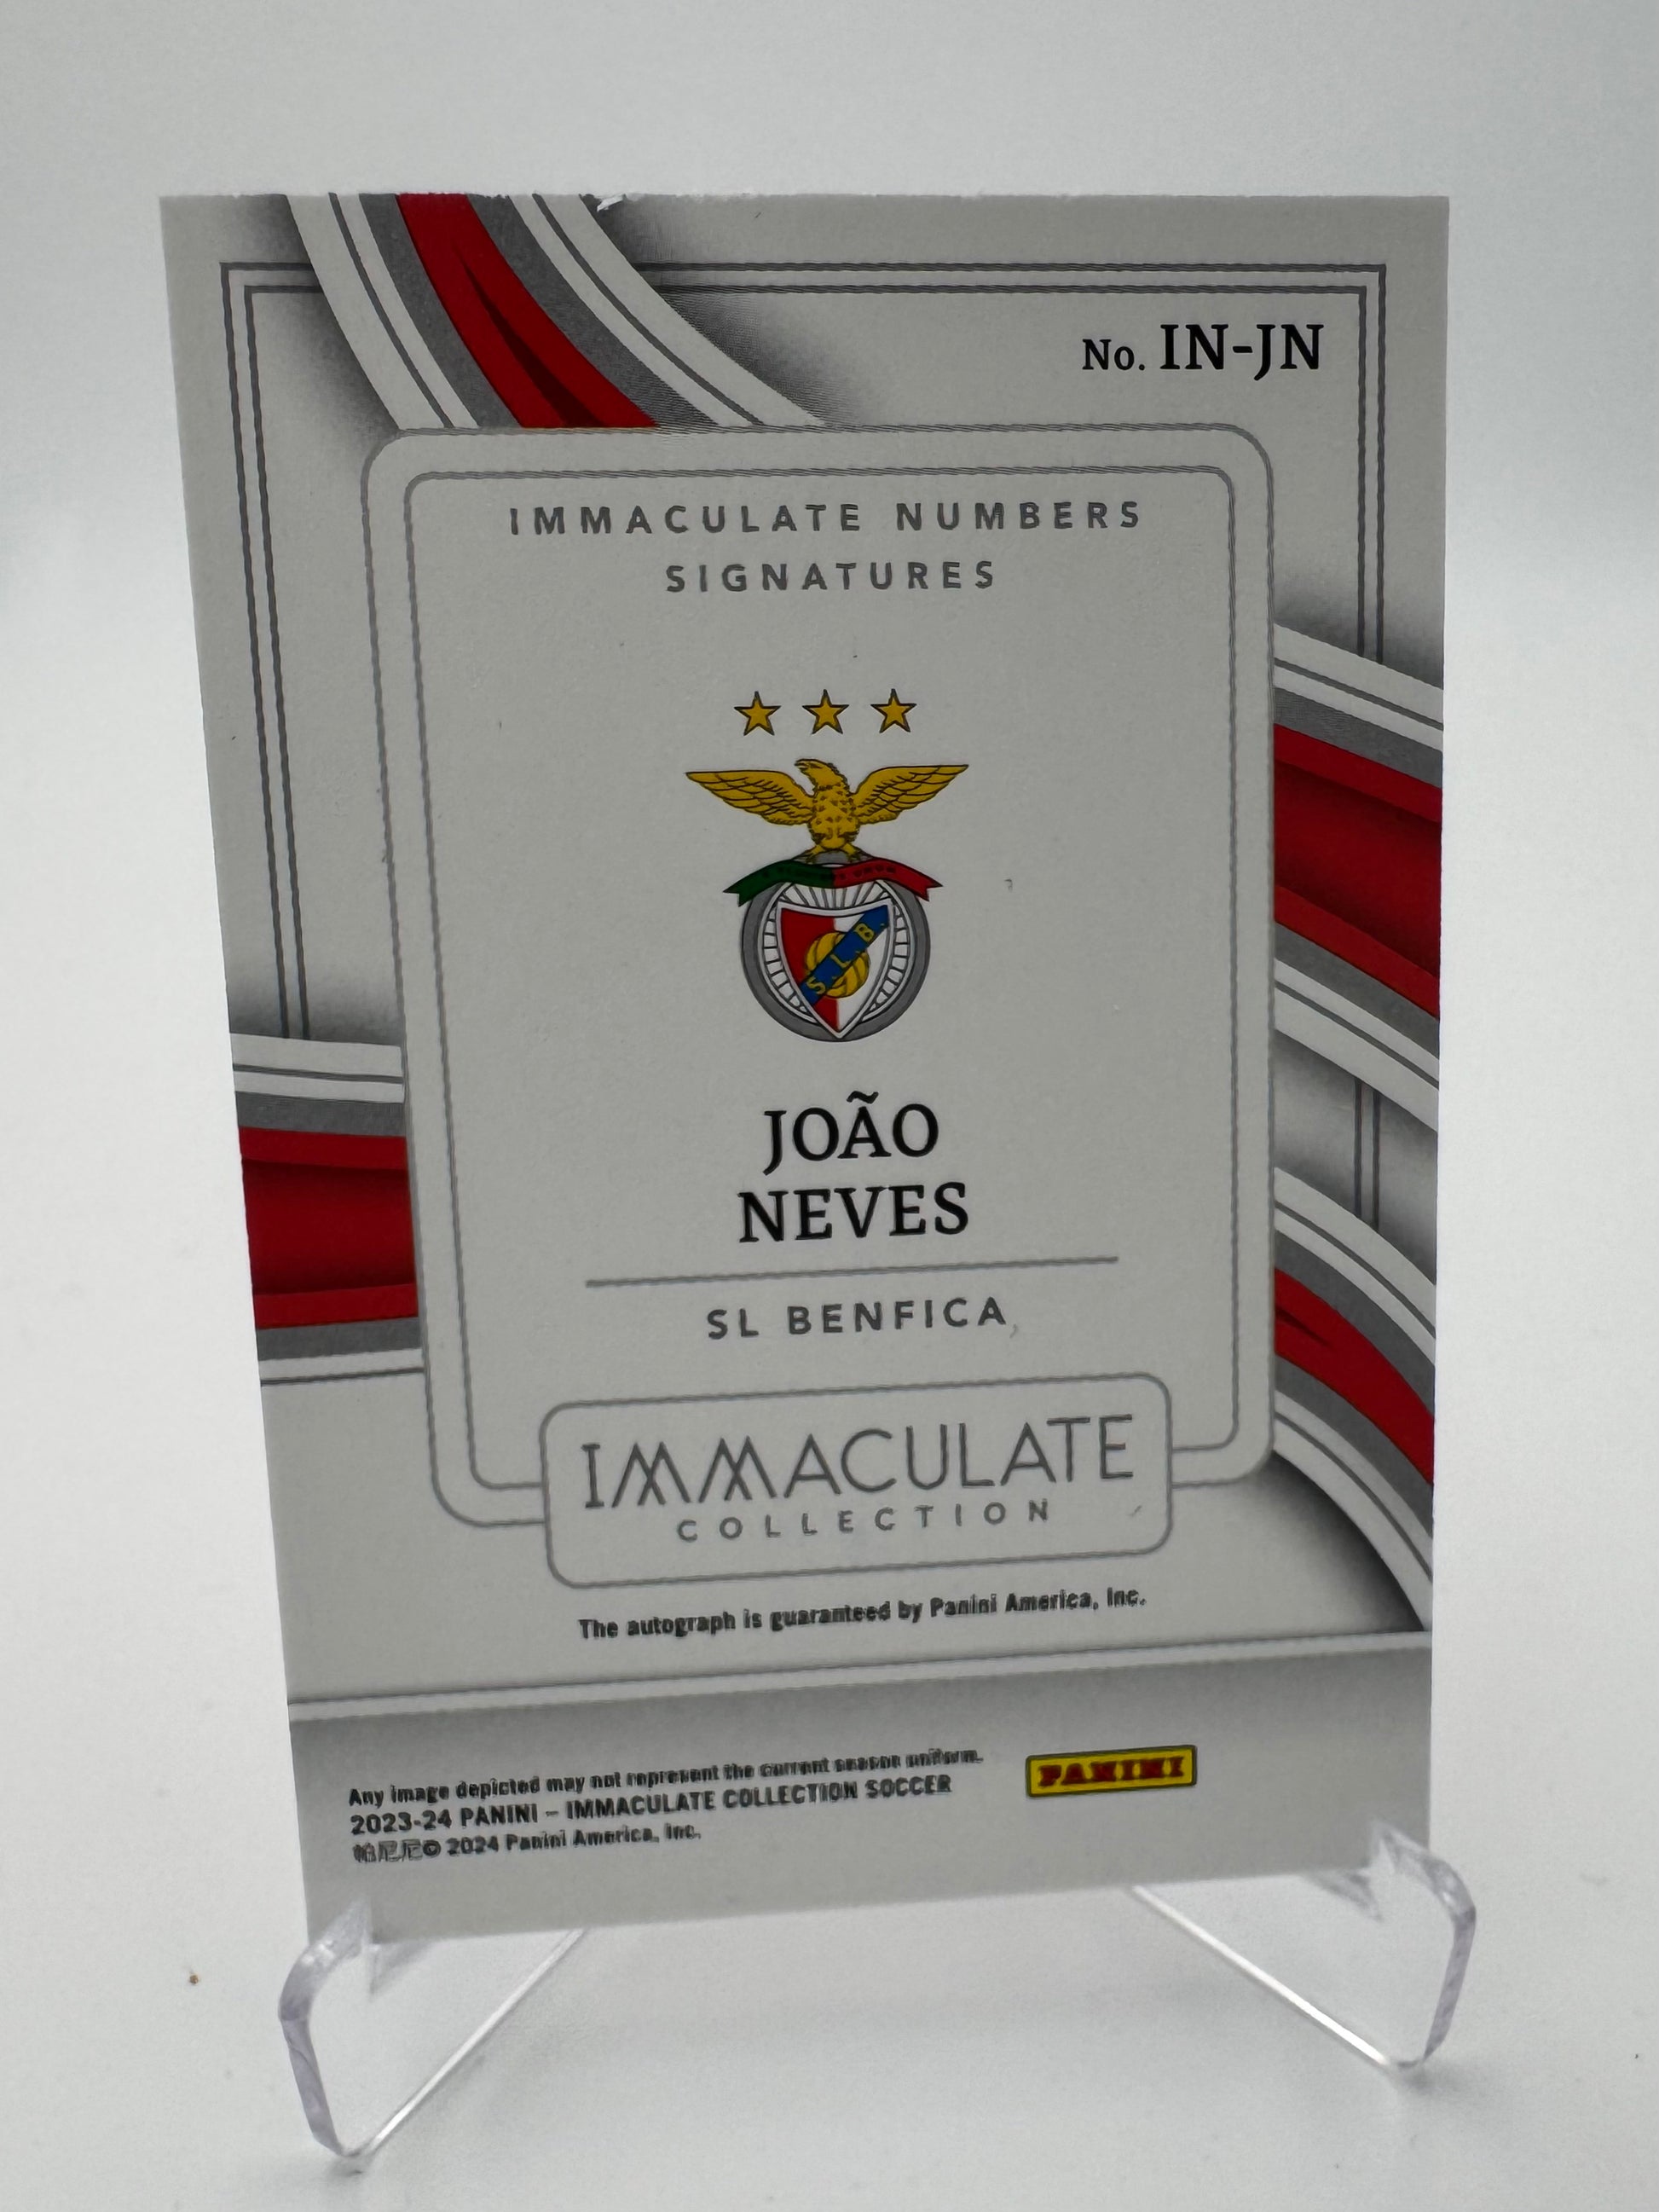 No. IN-JN
IMMACULATE NUMBERS
SIGNATURES
S.L.B
JOÃO
NEVES
SL BENFICA
IMMACULATE
COLLECTION
The autograph is guaranteed by Panini America, Inc.
Any image depicted may not represent the current season uniform.
2023-24 PANINI – IMMACULATE COLLECTION SOCCER
帕尼尼© 2024 Panini America, Inc.
PANINI